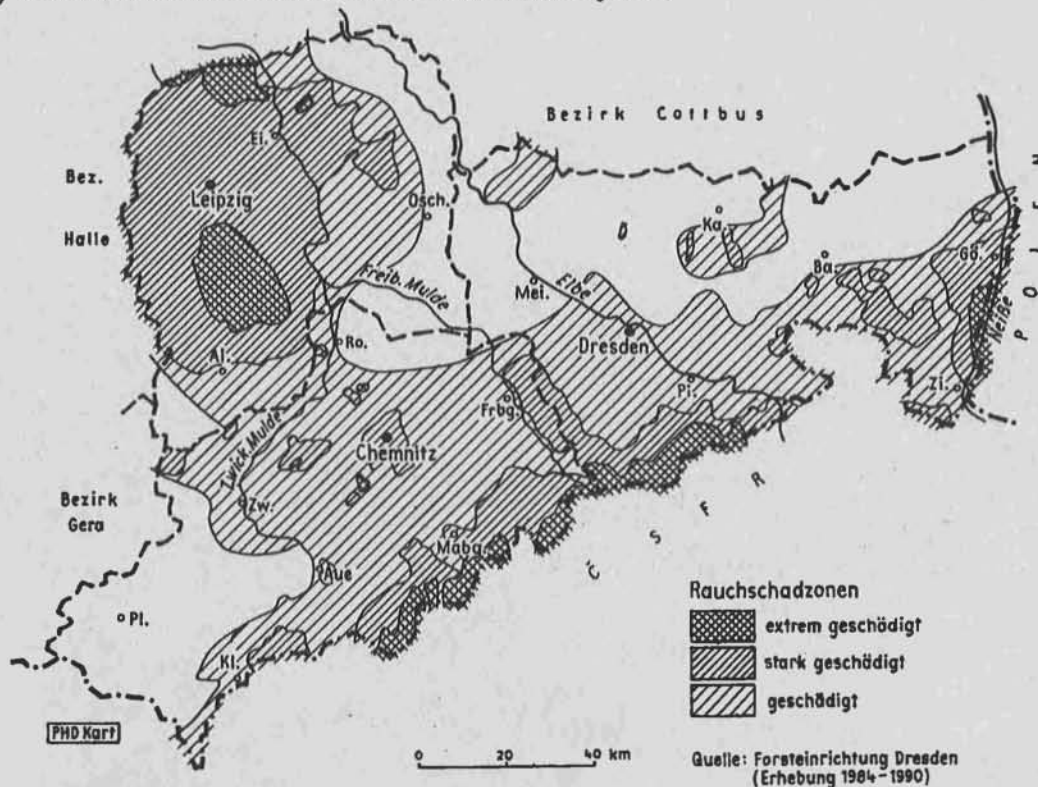 Bezirk Cottbus
Ei.
Bez.
Leipzig
Halle
Osch.
Ka.
Ba.
Gö.
Freib. Mulde
Mei.
Elbe
Neiße
POLEN
Ro.
Dresden
Al.
Pi.
Zi.
Frbg.
Zwick. Mulde
Chemnitz
Zw.
Bezirk
Gera
Mabg.
ČSFR
Aue
Pl.
Kl.
Rauchschadzonen
extrem geschädigt
stark geschädigt
geschädigt
PHD Kart
0 20 40 km
Quelle: Forsteinrichtung Dresden
(Erhebung 1984-1990)